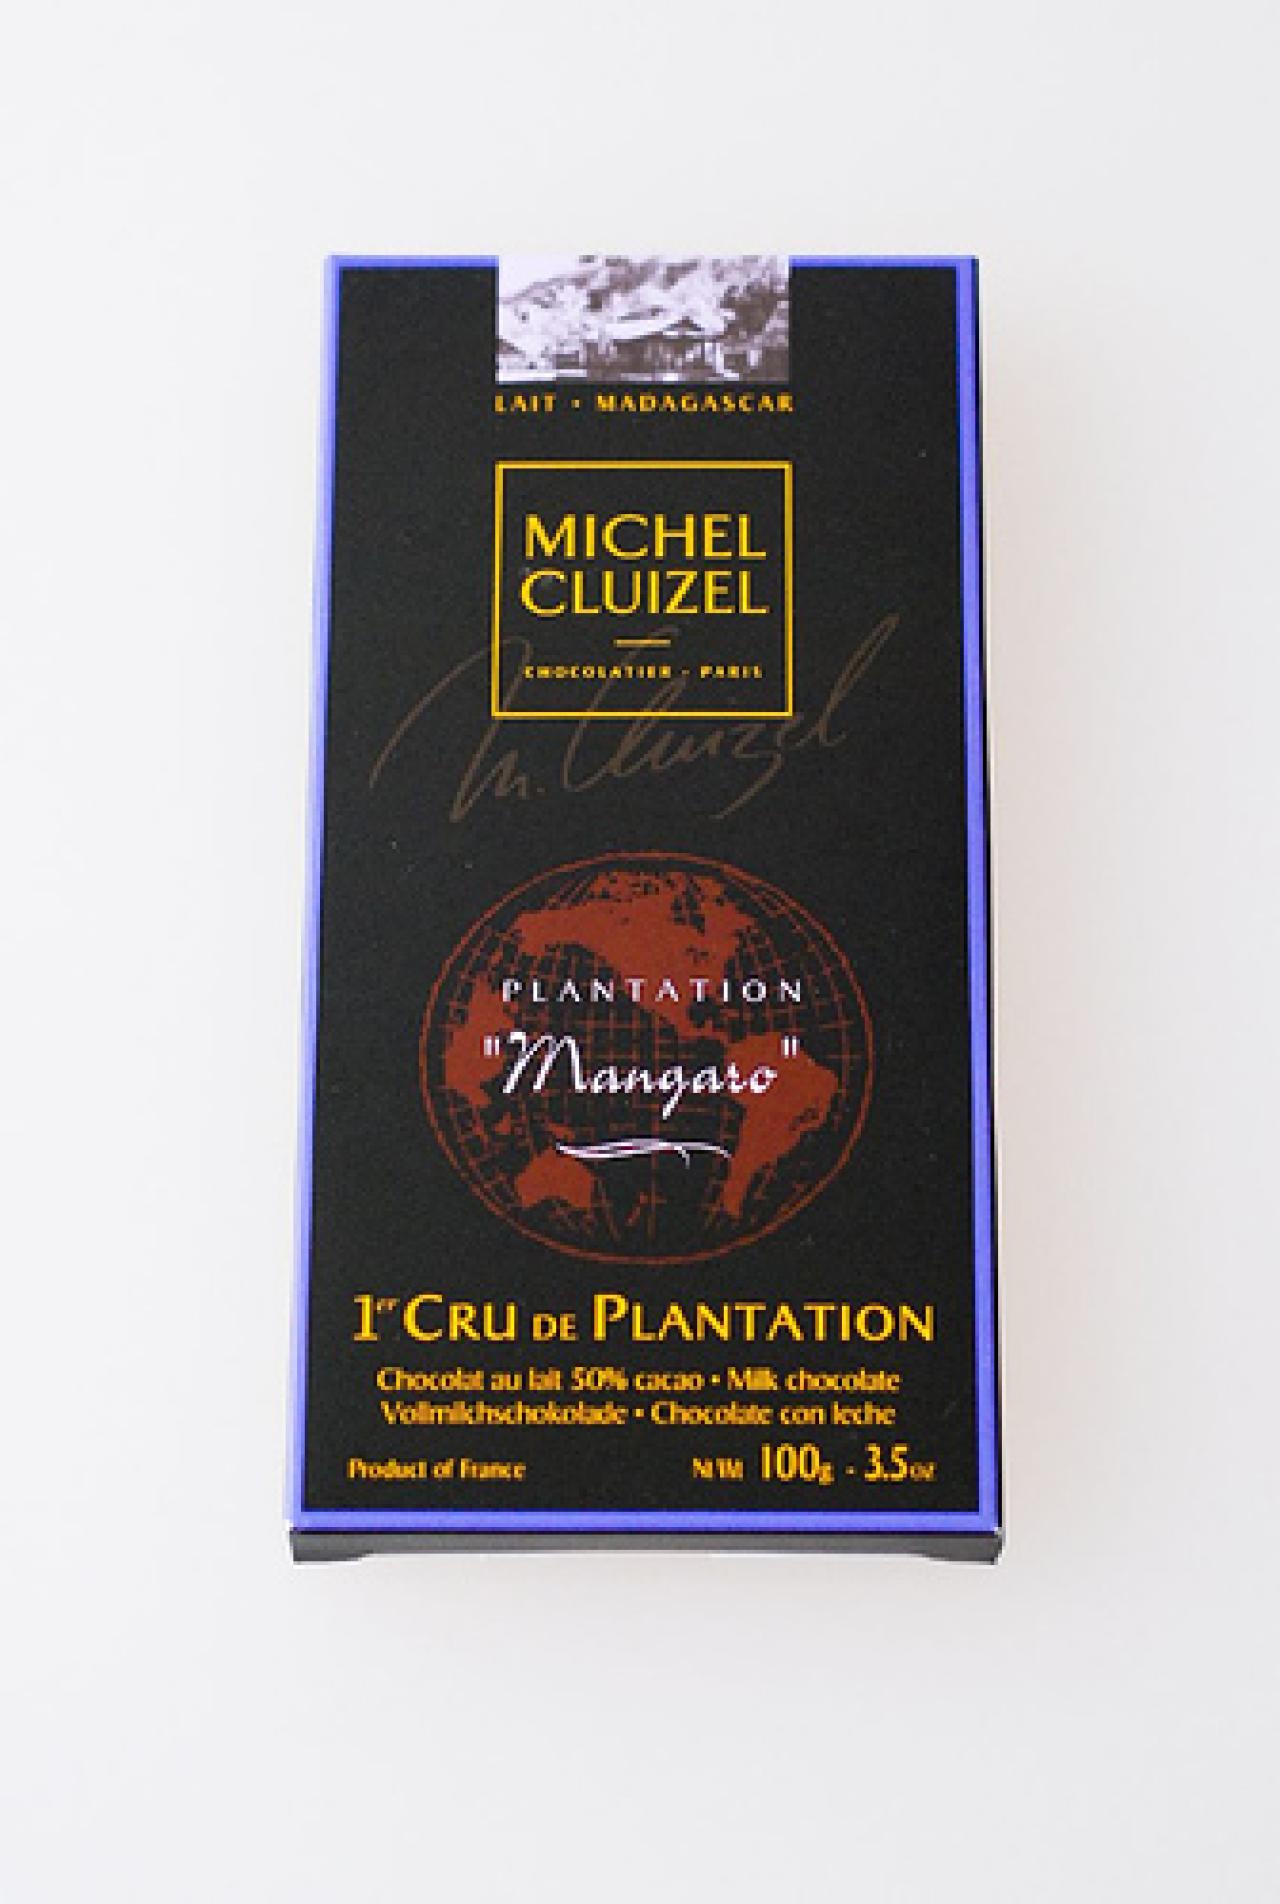 LAIT • MADAGASCAR
MICHEL
CLUIZEL
CHOCOLATIER - PARIS
M. Cluizel
PLANTATION
"Mangaro"
1er CRU DE PLANTATION
Chocolat au lait 50% cacao • Milk chocolate
Vollmilchschokolade • Chocolate con leche
Product of France
Nt Wt 100g - 3.5 oz